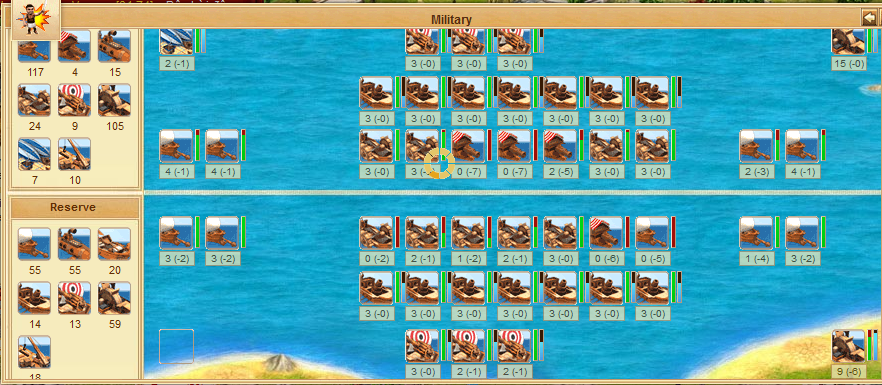 Military
117 4 15
24 9 105
7 10
2 (-1) 3 (-0) 3 (-0) 3 (-0) 15 (-0)
3 (-0) 3 (-0) 3 (-0) 3 (-0) 3 (-0) 3 (-0) 3 (-0)
4 (-1) 4 (-1) 3 (-0) 0 (-7) 0 (-7) 2 (-5) 3 (-0) 3 (-0) 2 (-3) 4 (-1)
Reserve
55 55 20
14 13 59
18
3 (-2) 3 (-2) 0 (-2) 2 (-1) 1 (-2) 2 (-1) 3 (-0) 0 (-6) 0 (-5) 1 (-4) 3 (-2)
3 (-0) 3 (-0) 3 (-0) 3 (-0) 3 (-0) 3 (-0) 3 (-0)
3 (-0) 2 (-1) 2 (-1) 9 (-6)